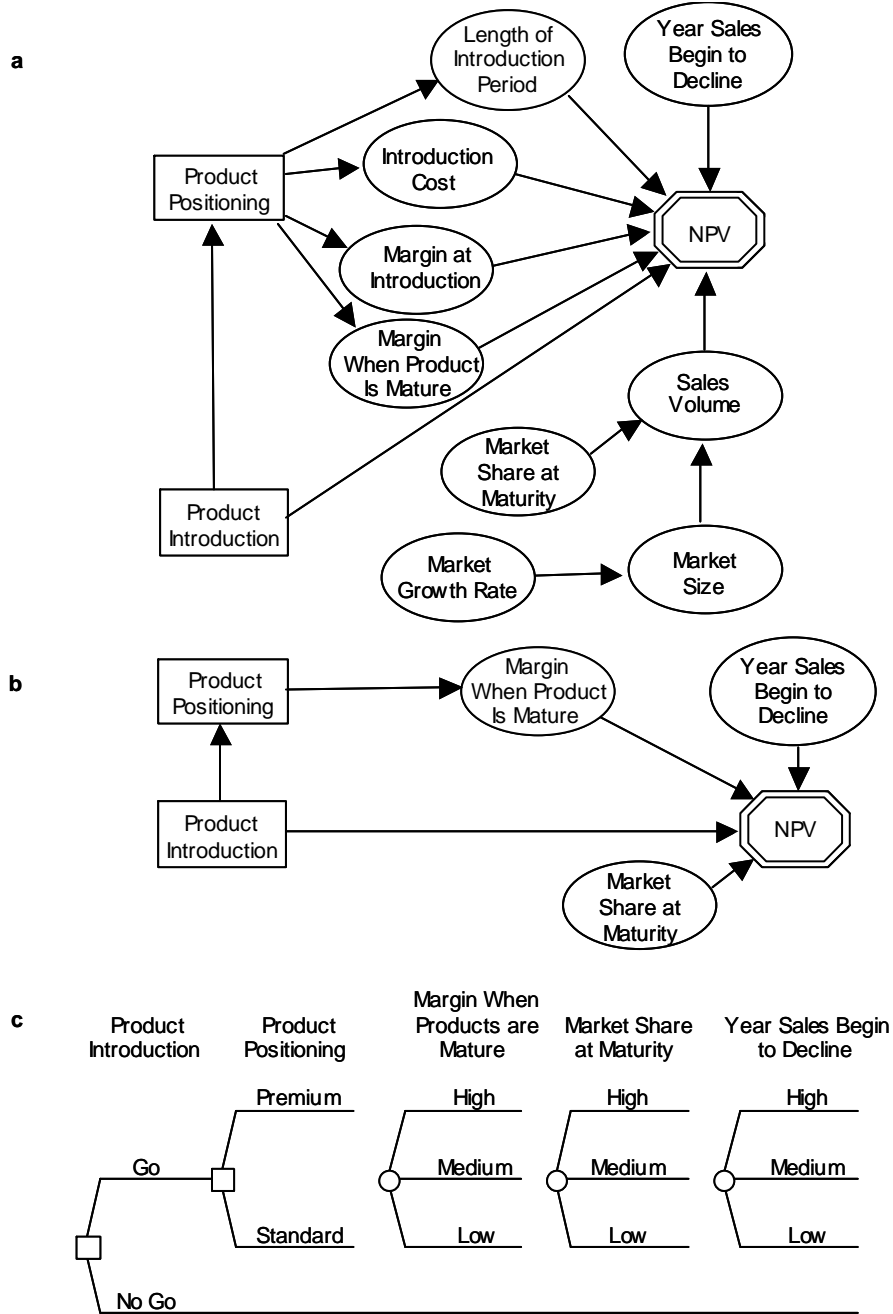 a
Length of
Introduction
Period
Year Sales
Begin to
Decline
Introduction
Cost
Product
Positioning
NPV
Margin at
Introduction
Margin
When Product
Is Mature
Sales
Volume
Market
Share at
Maturity
Product
Introduction
Market
Growth Rate
Market
Size
b
Product
Positioning
Margin
When Product
Is Mature
Year Sales
Begin to
Decline
Product
Introduction
NPV
Market
Share at
Maturity
c
Product
Introduction
Product
Positioning
Margin When
Products are
Mature
Market Share
at Maturity
Year Sales Begin
to Decline
Premium
High
High
High
Go
Medium
Medium
Medium
Standard
Low
Low
Low
No Go